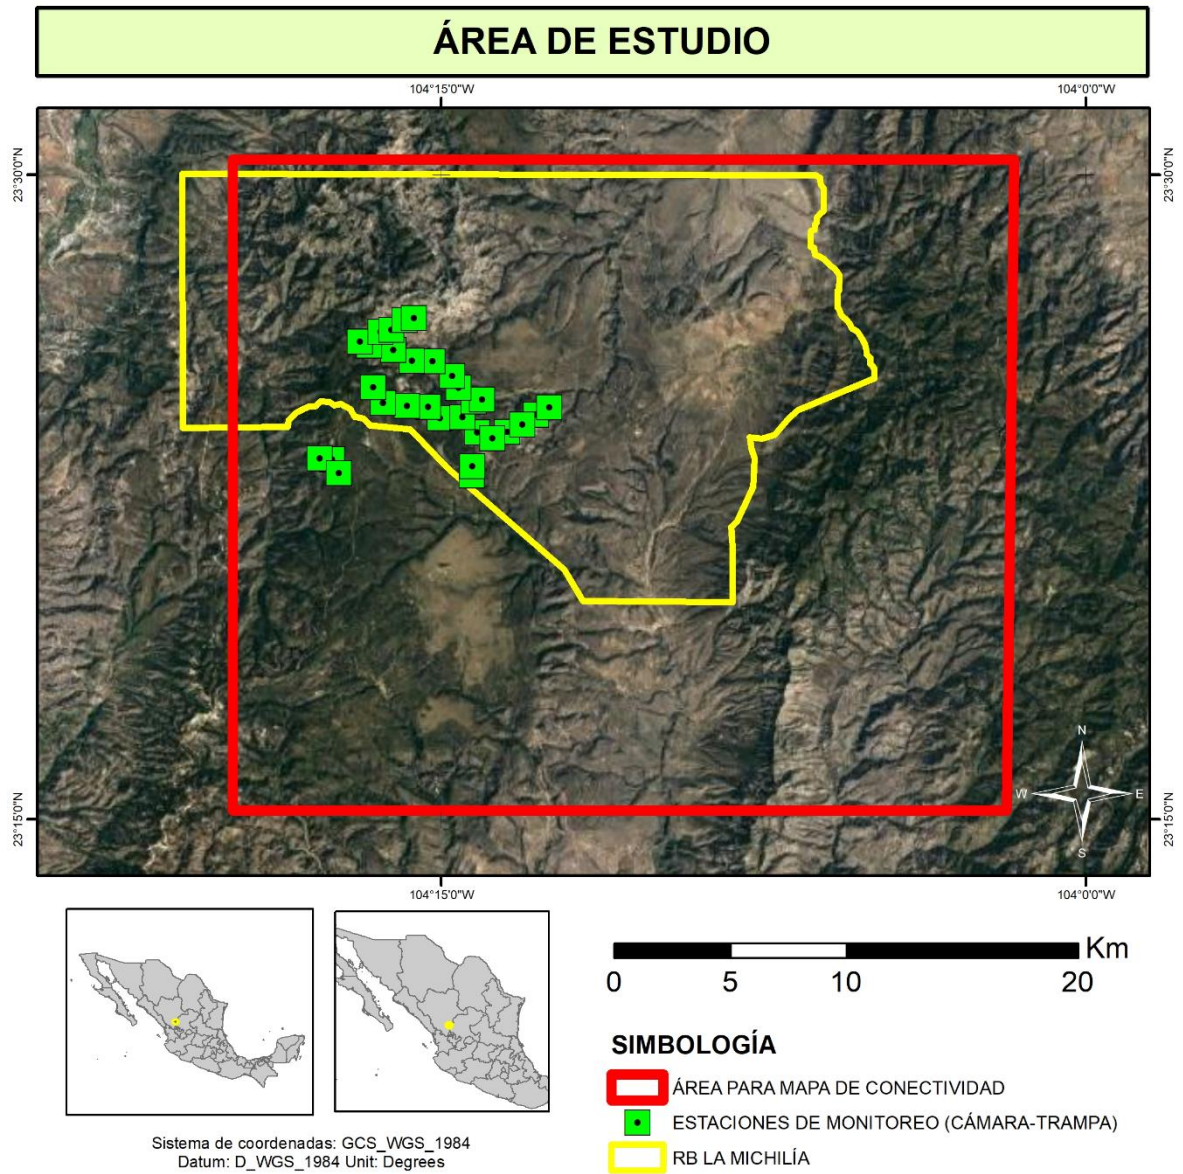 ÁREA DE ESTUDIO
104°15'0"W 104°0'0"W
23°30'0"N 23°30'0"N
N
W E
S
23°15'0"N 23°15'0"N
104°15'0"W 104°0'0"W
Km
0 5 10 20
SIMBOLOGÍA
ÁREA PARA MAPA DE CONECTIVIDAD
ESTACIONES DE MONITOREO (CÁMARA-TRAMPA)
RB LA MICHILÍA
Sistema de coordenadas: GCS_WGS_1984
Datum: D_WGS_1984 Unit: Degrees